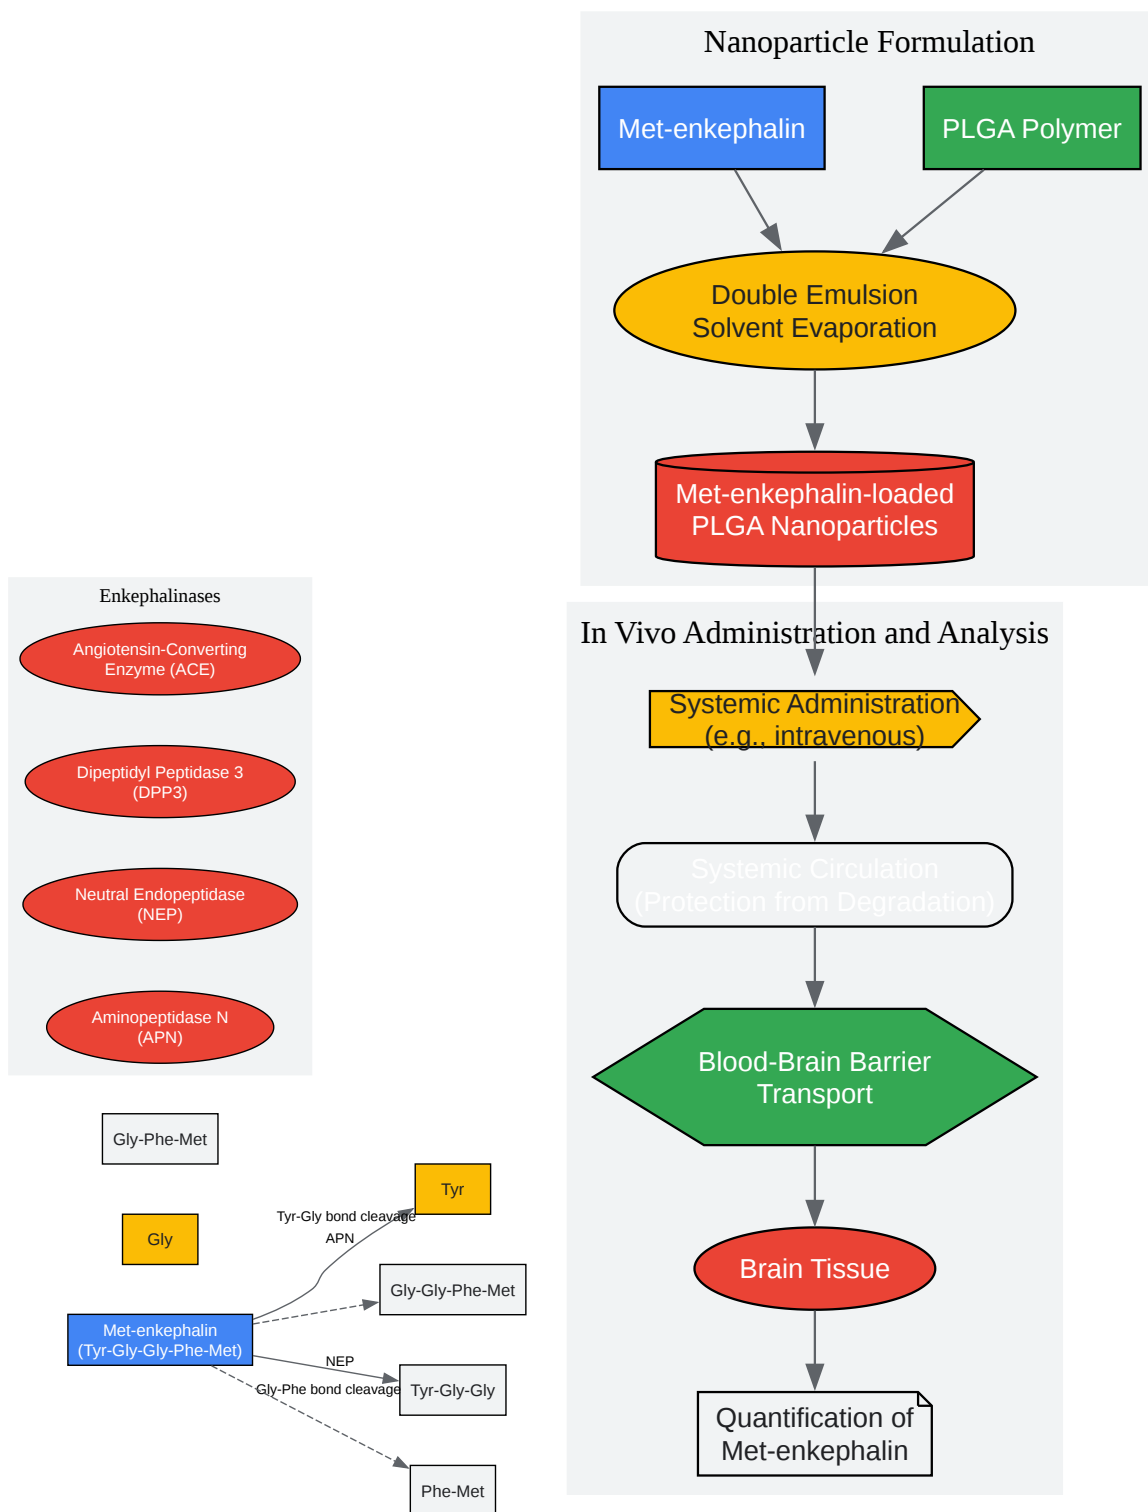 Nanoparticle Formulation
Met-enkephalin
PLGA Polymer
Double Emulsion
Solvent Evaporation
Met-enkephalin-loaded
PLGA Nanoparticles
In Vivo Administration and Analysis
Systemic Administration
(e.g., intravenous)
Systemic Circulation
(Protection from Degradation)
Blood-Brain Barrier
Transport
Brain Tissue
Quantification of
Met-enkephalin
Enkephalinases
Angiotensin-Converting
Enzyme (ACE)
Dipeptidyl Peptidase 3
(DPP3)
Neutral Endopeptidase
(NEP)
Aminopeptidase N
(APN)
Gly-Phe-Met
Tyr
Tyr-Gly bond cleavage
APN
Gly
Gly-Gly-Phe-Met
Met-enkephalin
(Tyr-Gly-Gly-Phe-Met)
NEP
Gly-Phe bond cleavage
Tyr-Gly-Gly
Phe-Met